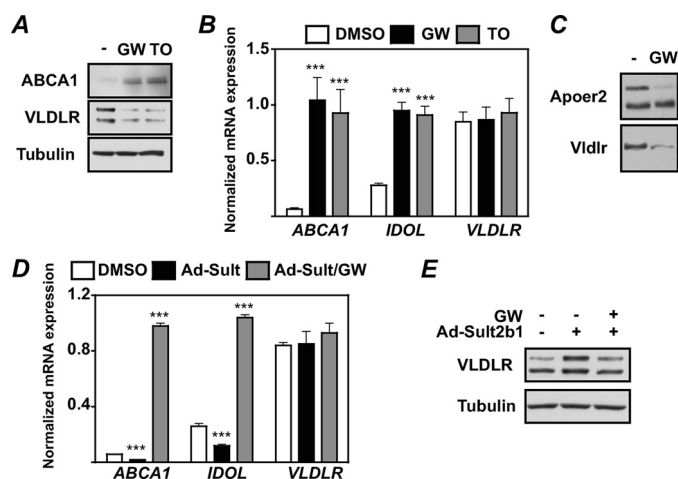 A
- GW TO
ABCA1
VLDLR
Tubulin
B
DMSO GW TO
Normalized mRNA expression
1.5
1.0
0.5
*** *** *** ***
ABCA1 IDOL VLDLR
C
- GW
Apoer2
Vldlr
D
DMSO Ad-Sult Ad-Sult/GW
Normalized mRNA expression
1.2
0.8
0.4
*** *** *** ***
ABCA1 IDOL VLDLR
E
GW - - +
Ad-Sult2b1 - + +
VLDLR
Tubulin